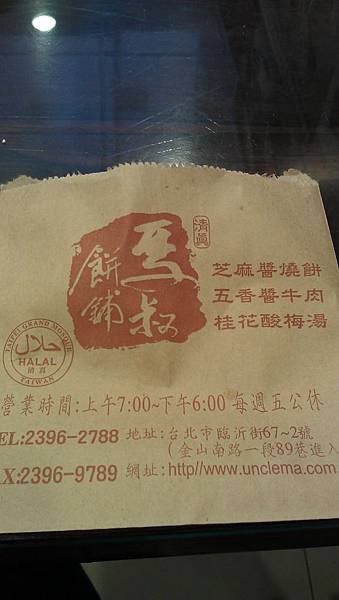 清真
馬叔
餅舖
芝麻醬燒餅
五香醬牛肉
桂花酸梅湯
TAIPEI GRAND MOSQUE
حلال
HALAL
清真
TAIWAN
營業時間:上午7:00~下午6:00 每週五公休
EL:2396-2788 地址:台北市臨沂街67~2號
(金山南路一段89巷進入
AX:2396-9789 網址:http//www.unclema.com